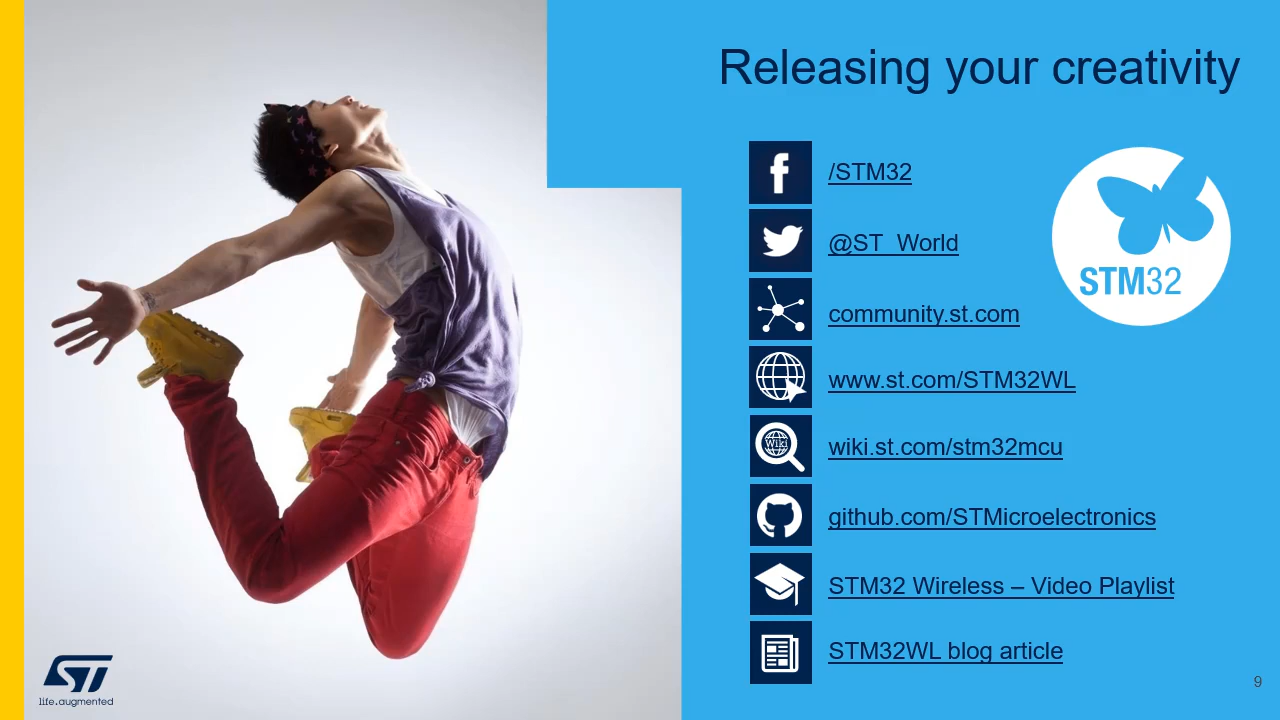 Releasing your creativity
/STM32
@ST_World
STM32
community.st.com
www.st.com/STM32WL
Wiki
wiki.st.com/stm32mcu
github.com/STMicroelectronics
STM32 Wireless – Video Playlist
STM32WL blog article
ST
life.augmented
9